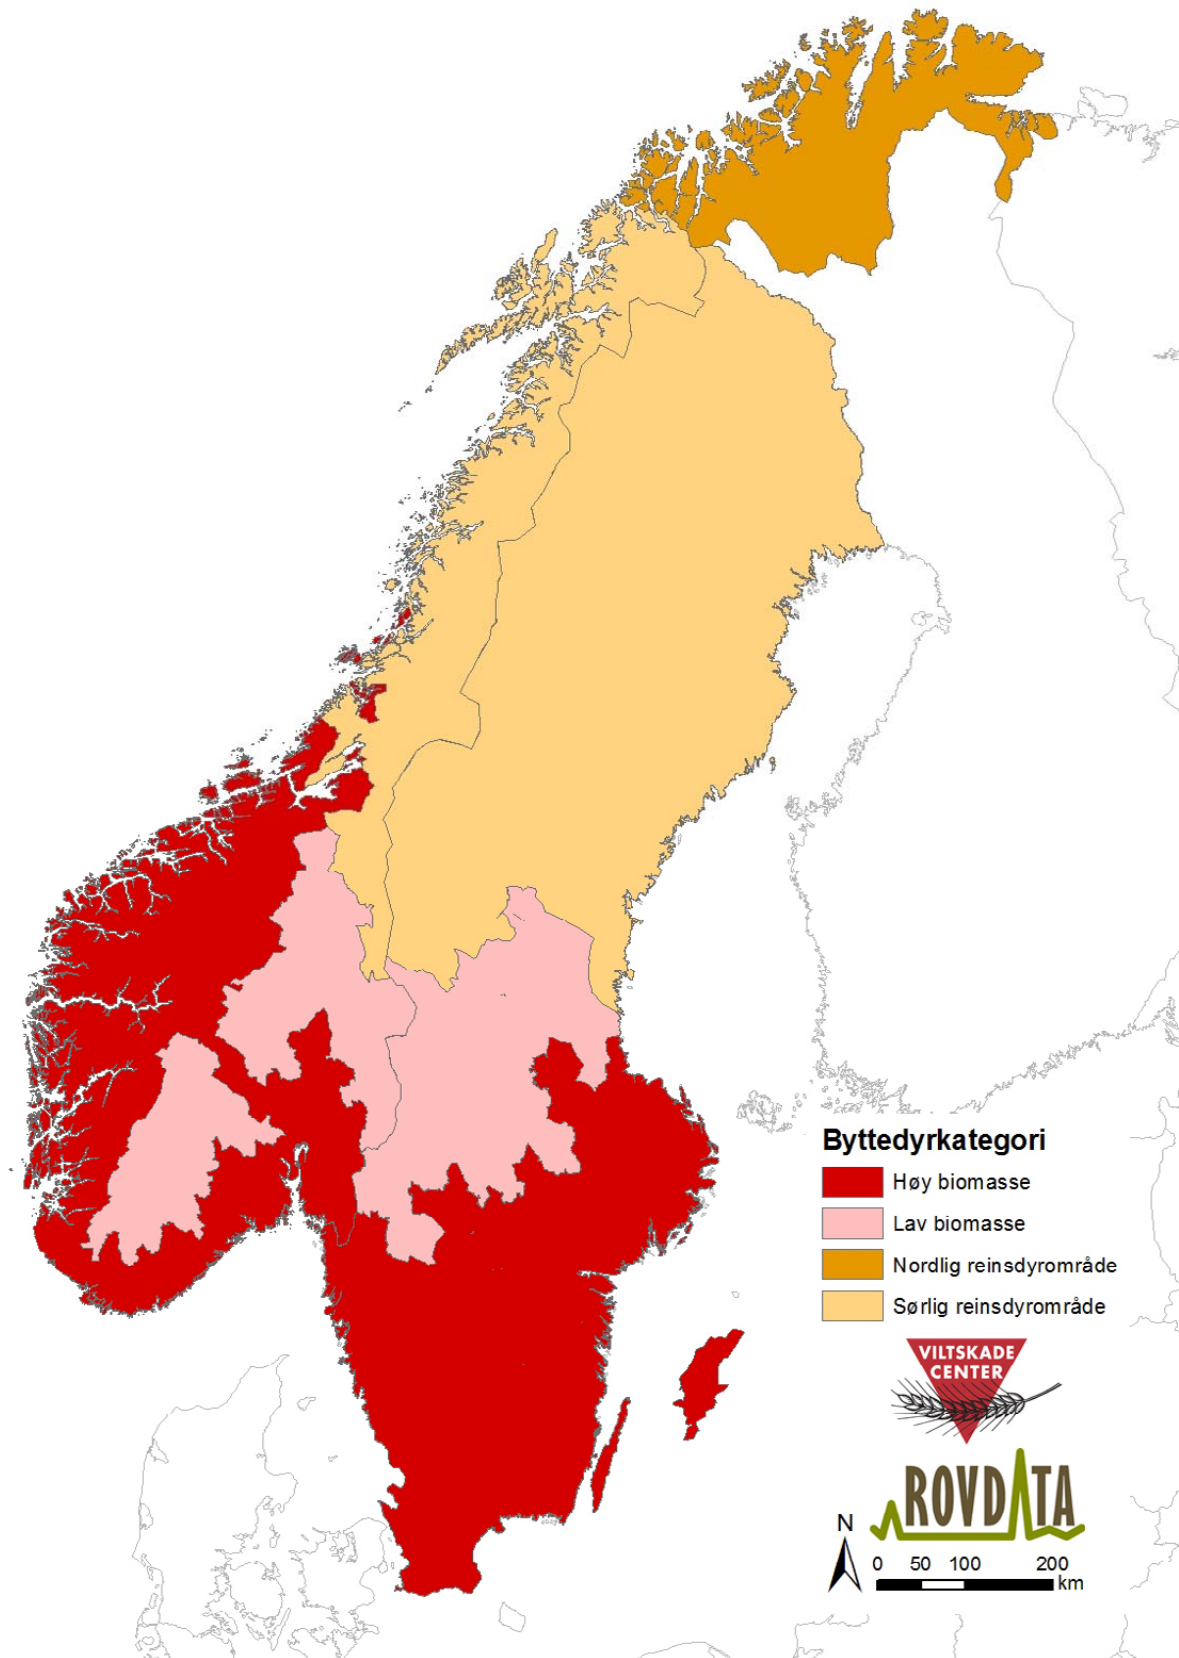 Byttedyrkategori
Høy biomasse
Lav biomasse
Nordlig reinsdyrområde
Sørlig reinsdyrområde
VILTSKADE
CENTER
ROVDATA
N
0 50 100 200
km